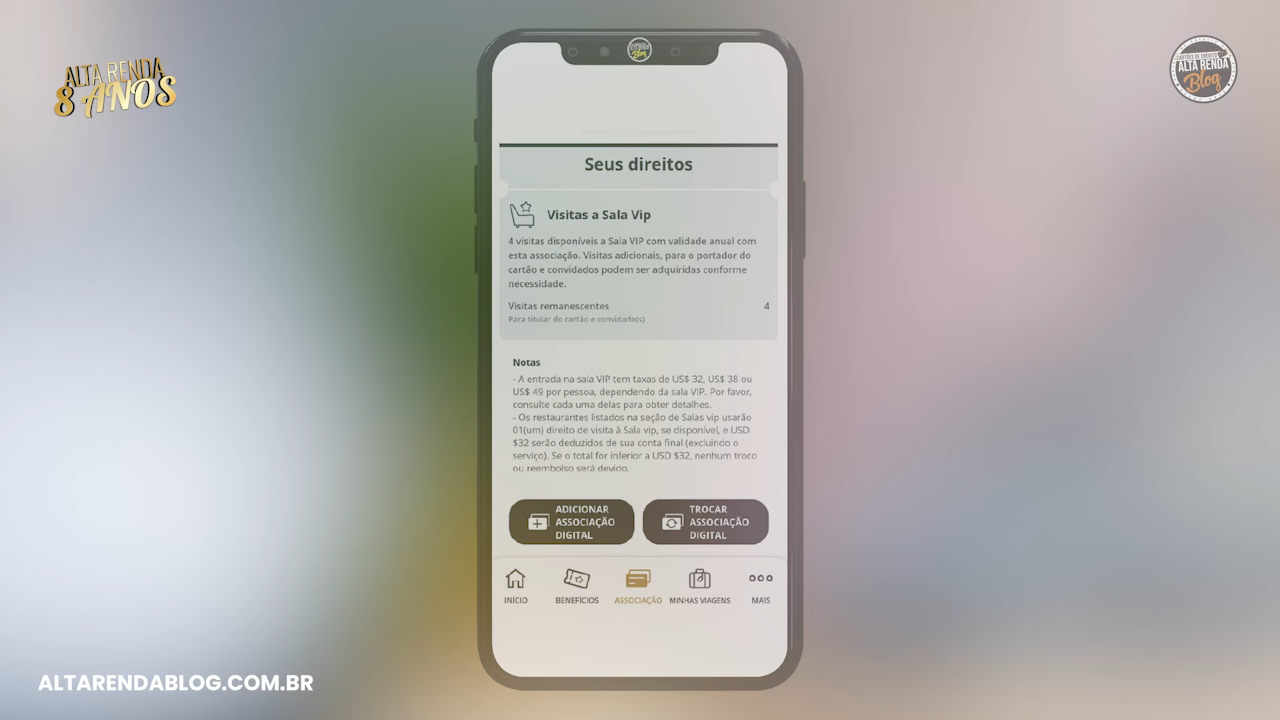 ALTA RENDA
8 ANOS
CARTÕES DE CRÉDITO
ALTA RENDA
Blog
Seus direitos
Visitas a Sala Vip
4 visitas disponíveis a Sala VIP com validade anual com
esta associação. Visitas adicionais, para o portador do
cartão e convidados podem ser adquiridas conforme
necessidade.
Visitas remanescentes 4
Para titular do cartão e convidado(s)
Notas
- A entrada na sala VIP tem taxas de US$ 32, US$ 38 ou
US$ 49 por pessoa, dependendo da sala VIP. Por favor,
consulte cada uma delas para obter detalhes.
- Os restaurantes listados na seção de Salas vip usarão
01(um) direito de visita à Sala vip, se disponível, e USD
$32 serão deduzidos de sua conta final (excluindo o
serviço). Se o total for inferior a USD $32, nenhum troco
ou reembolso será devido.
ADICIONAR
ASSOCIAÇÃO
DIGITAL
TROCAR
ASSOCIAÇÃO
DIGITAL
INÍCIO
BENEFÍCIOS
ASSOCIAÇÃO
MINHAS VIAGENS
MAIS
ALTARENDABLOG.COM.BR